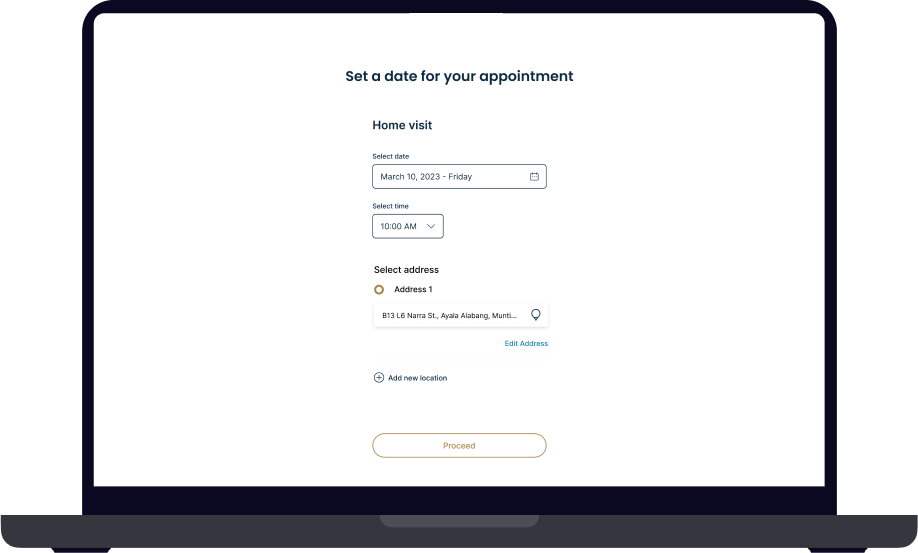 Set a date for your appointment
Home visit
Select date
March 10, 2023 - Friday
Select time
10:00 AM
Select address
Address 1
B13 L6 Narra St., Ayala Alabang, Munti...
Edit Address
Add new location
Proceed